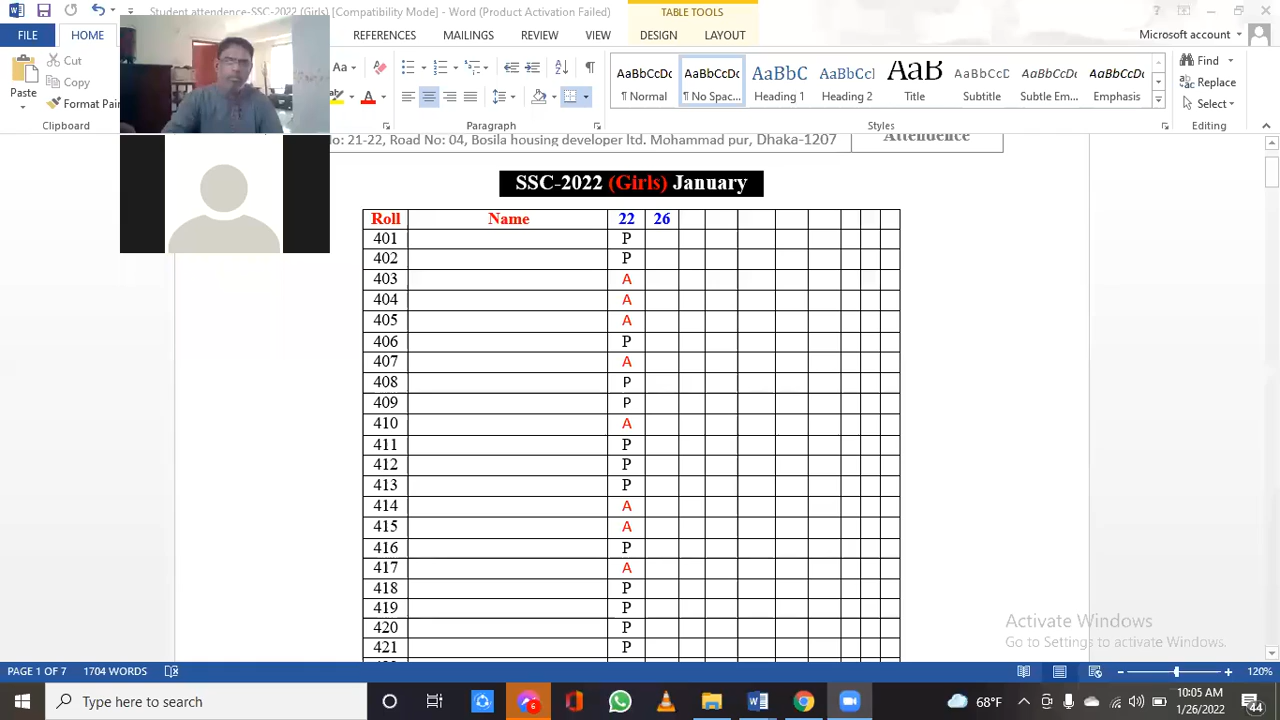 Student attendence-SSC-2022 (Girls) [Compatibility Mode] - Word (Product Activation Failed)
TABLE TOOLS
FILE HOME REFERENCES MAILINGS REVIEW VIEW DESIGN LAYOUT Microsoft account
Cut
Copy
Format Pain
Paste
Clipboard
Aa
Paragraph
AaBbCcDc AaBbCcDc AaBbC AaBbCcl AaB AaBbCcD AaBbCcDc AaBbCcDc
¶ Normal ¶ No Spac... Heading 1 Heading 2 Title Subtitle Subtle Em... Emphasis
Styles
Find
Replace
Select
Editing
No: 21-22, Road No: 04, Bosila housing developer ltd. Mohammad pur, Dhaka-1207
Attendence
SSC-2022 (Girls) January
Roll Name 22 26
401 P
402 P
403 A
404 A
405 A
406 P
407 A
408 P
409 P
410 A
411 P
412 P
413 P
414 A
415 A
416 P
417 A
418 P
419 P
420 P
421 P
Activate Windows
Go to Settings to activate Windows.
PAGE 1 OF 7 1704 WORDS 120%
Type here to search
6
68°F
10:05 AM
1/26/2022
44